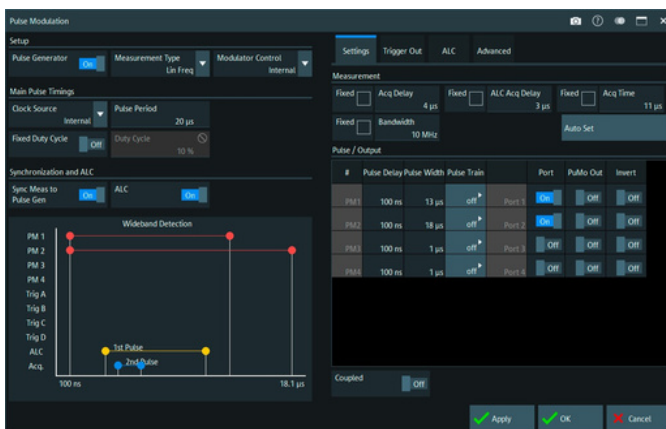 Pulse Modulation
Setup
Pulse Generator On
Measurement Type Lin Freq
Modulator Control Internal
Main Pulse Timings
Clock Source Internal
Pulse Period 20 µs
Fixed Duty Cycle Off
Duty Cycle 10 %
Synchronization and ALC
Sync Meas to Pulse Gen On
ALC On
Wideband Detection
PM 1
PM 2
PM 3
PM 4
Trig A
Trig B
Trig C
Trig D
ALC
Acq.
1st Pulse
2nd Pulse
100 ns 18.1 µs
Settings Trigger Out ALC Advanced
Measurement
Fixed Acq Delay 4 µs
Fixed ALC Acq Delay 3 µs
Fixed Acq Time 11 µs
Fixed Bandwidth 10 MHz
Auto Set
Pulse / Output
# Pulse Delay Pulse Width Pulse Train Port PuMo Out Invert
PM1 100 ns 13 µs off Port 1 On Off Off
PM2 100 ns 18 µs off Port 2 On Off Off
PM3 100 ns 1 µs off Port 3 Off Off Off
PM4 100 ns 1 µs off Port 4 Off Off Off
Coupled Off
Apply OK Cancel